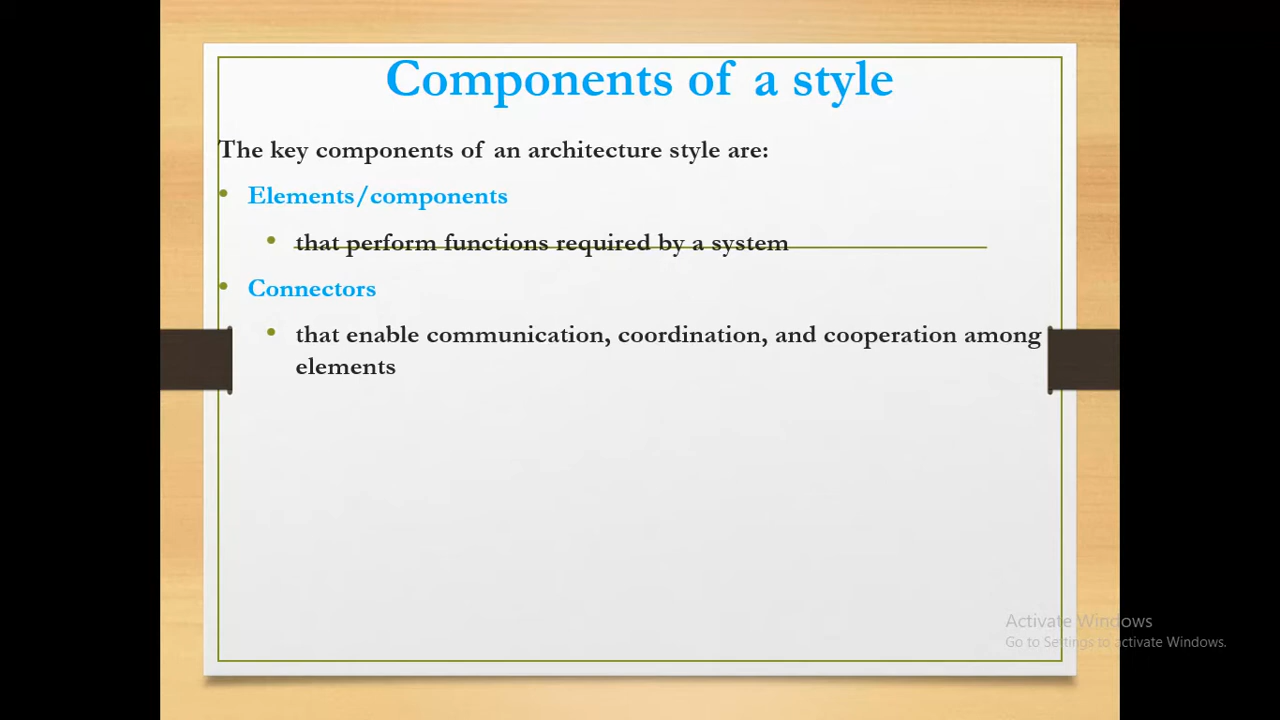 Components of a style
The key components of an architecture style are:
• Elements/components
• that perform functions required by a system
• Connectors
• that enable communication, coordination, and cooperation among
elements
Activate Windows
Go to Settings to activate Windows.